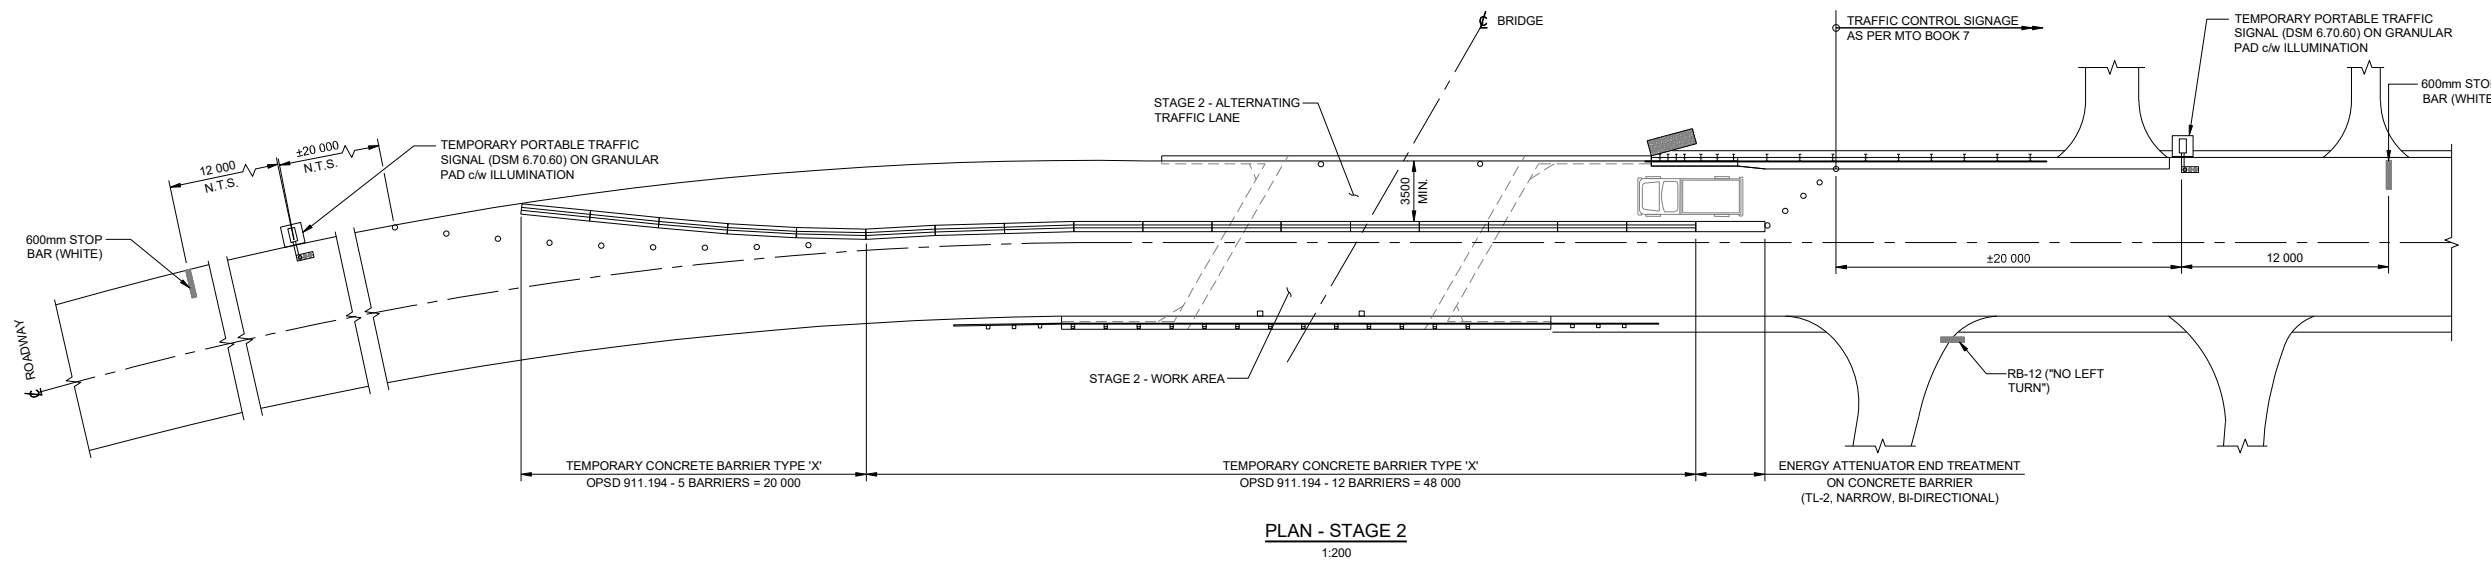 ℄ BRIDGE
TRAFFIC CONTROL SIGNAGE
AS PER MTO BOOK 7
TEMPORARY PORTABLE TRAFFIC
SIGNAL (DSM 6.70.60) ON GRANULAR
PAD c/w ILLUMINATION
600mm STO
BAR (WHITE
STAGE 2 - ALTERNATING
TRAFFIC LANE
3500
MIN.
12 000
N.T.S.
±20 000
N.T.S.
TEMPORARY PORTABLE TRAFFIC
SIGNAL (DSM 6.70.60) ON GRANULAR
PAD c/w ILLUMINATION
600mm STOP
BAR (WHITE)
±20 000
12 000
℄ ROADWAY
STAGE 2 - WORK AREA
RB-12 ("NO LEFT
TURN")
TEMPORARY CONCRETE BARRIER TYPE 'X'
OPSD 911.194 - 5 BARRIERS = 20 000
TEMPORARY CONCRETE BARRIER TYPE 'X'
OPSD 911.194 - 12 BARRIERS = 48 000
ENERGY ATTENUATOR END TREATMENT
ON CONCRETE BARRIER
(TL-2, NARROW, BI-DIRECTIONAL)
PLAN - STAGE 2
1:200